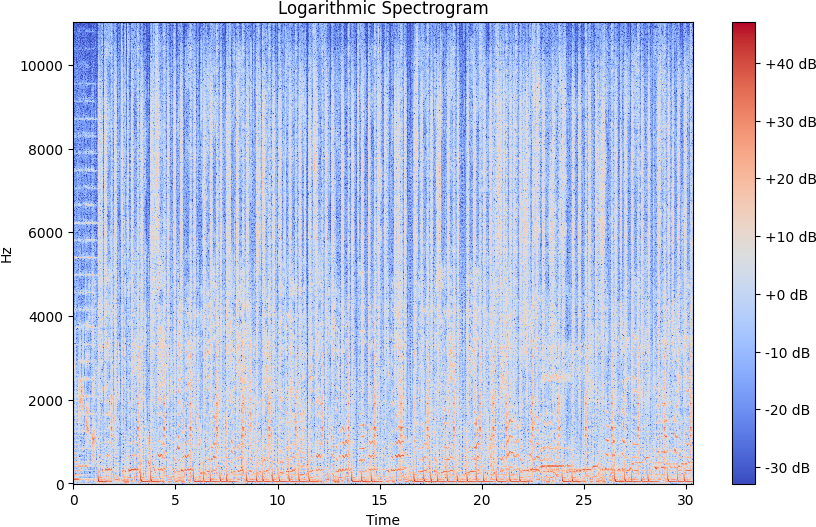 Logarithmic Spectrogram
Hz
10000
8000
6000
4000
2000
0
0 5 10 15 20 25 30
Time
+40 dB
+30 dB
+20 dB
+10 dB
+0 dB
-10 dB
-20 dB
-30 dB